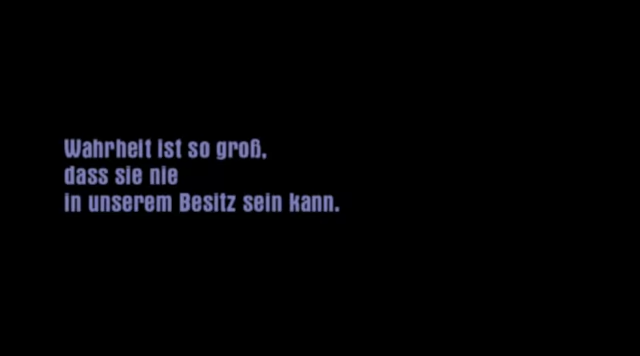 Wahrheit ist so groß,
dass sie nie
in unserem Besitz sein kann.